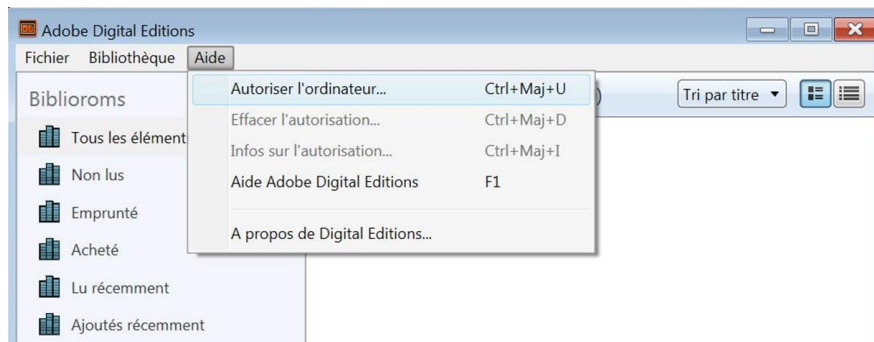 Adobe Digital Editions
Fichier Bibliothèque Aide
Biblioroms
Tri par titre
Autoriser l'ordinateur... Ctrl+Maj+U
Effacer l'autorisation... Ctrl+Maj+D
Infos sur l'autorisation... Ctrl+Maj+I
Aide Adobe Digital Editions F1
A propos de Digital Editions...
Tous les élément
Non lus
Emprunté
Acheté
Lu récemment
Ajoutés récemment